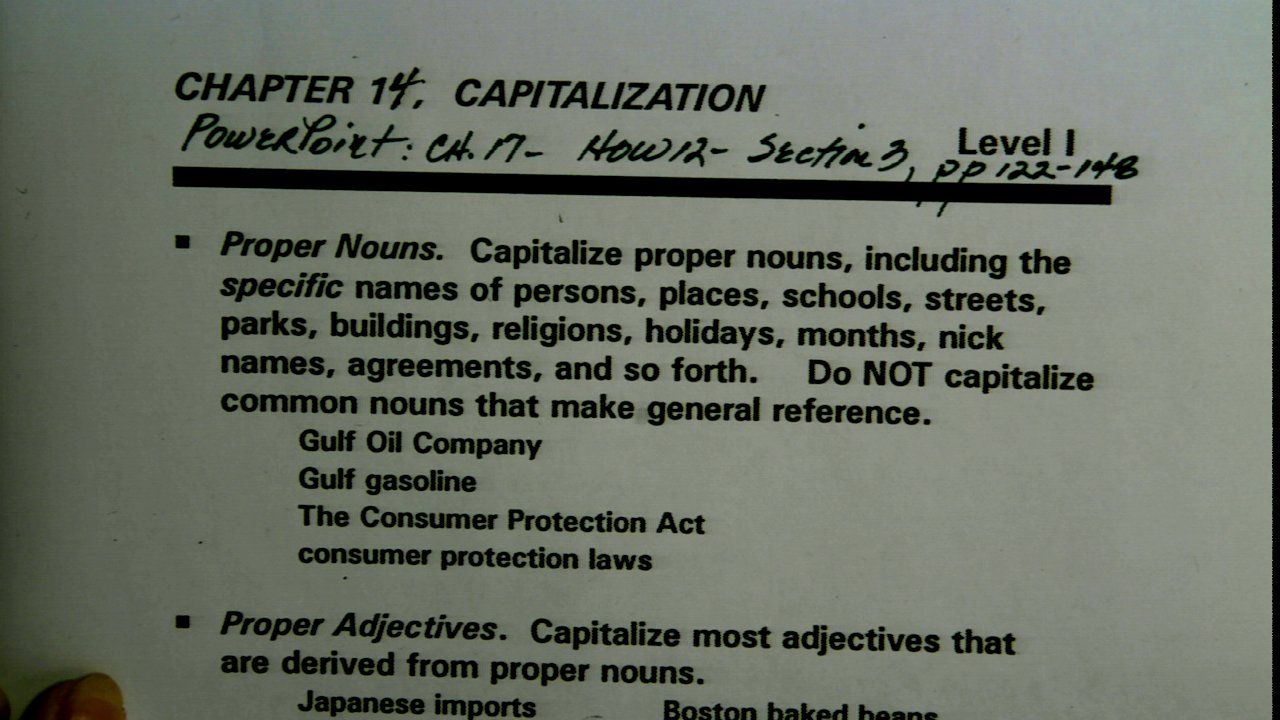 CHAPTER 14. CAPITALIZATION
PowerPoint: CH. 17- HOW12- Section 3, pp 122-148
Level I
▪ Proper Nouns. Capitalize proper nouns, including the
specific names of persons, places, schools, streets,
parks, buildings, religions, holidays, months, nick
names, agreements, and so forth. Do NOT capitalize
common nouns that make general reference.
Gulf Oil Company
Gulf gasoline
The Consumer Protection Act
consumer protection laws
▪ Proper Adjectives. Capitalize most adjectives that
are derived from proper nouns.
Japanese imports Boston baked beans